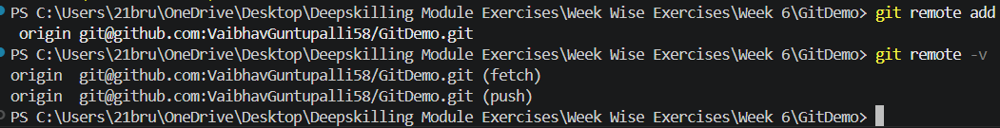 PS C:\Users\21bru\OneDrive\Desktop\Deepskilling Module Exercises\Week Wise Exercises\Week 6\GitDemo> git remote add
 origin git@github.com:VaibhavGuntupalli58/GitDemo.git
PS C:\Users\21bru\OneDrive\Desktop\Deepskilling Module Exercises\Week Wise Exercises\Week 6\GitDemo> git remote -v
origin  git@github.com:VaibhavGuntupalli58/GitDemo.git (fetch)
origin  git@github.com:VaibhavGuntupalli58/GitDemo.git (push)
PS C:\Users\21bru\OneDrive\Desktop\Deepskilling Module Exercises\Week Wise Exercises\Week 6\GitDemo>